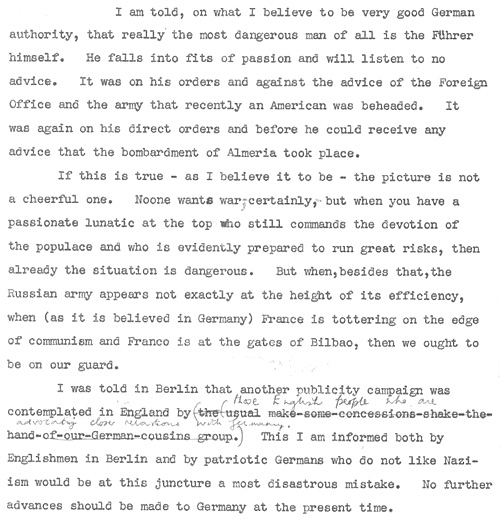 I am told, on what I believe to be very good German
authority, that really the most dangerous man of all is the Führer
himself. He falls into fits of passion and will listen to no
advice. It was on his orders and against the advice of the Foreign
Office and the army that recently an American was beheaded. It
was again on his direct orders and before he could receive any
advice that the bombardment of Almeria took place.
If this is true - as I believe it to be - the picture is not
a cheerful one. Noone wants war, certainly, but when you have a
passionate lunatic at the top who still commands the devotion of
the populace and who is evidently prepared to run great risks, then
already the situation is dangerous. But when, besides that, the
Russian army appears not exactly at the height of its efficiency,
when (as it is believed in Germany) France is tottering on the edge
of communism and Franco is at the gates of Bilbao, then we ought to
be on our guard.
I was told in Berlin that another publicity campaign was
those English people who are
contemplated in England by (the (usual make-some-concessions-shake-the-
advocating close relations with Germany.
hand-of-our-German-cousins group.) This I am informed both by
Englishmen in Berlin and by patriotic Germans who do not like Nazi-
ism would be at this juncture a most disastrous mistake. No further
advances should be made to Germany at the present time.